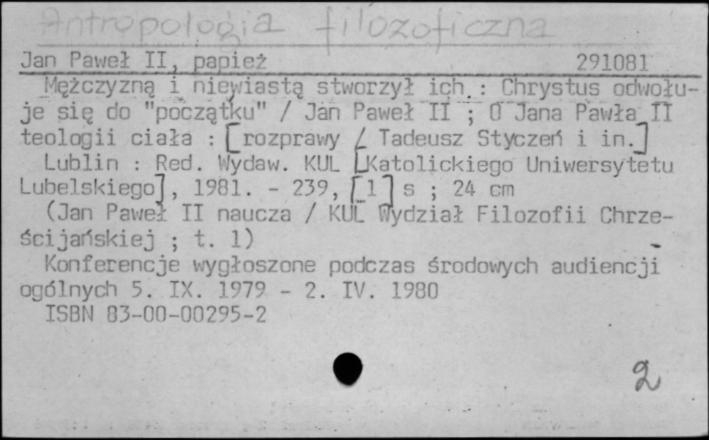 Antropologia filozoficzna
Jan Paweł II, papież 291081
Mężczyzną i niewiastą stworzył ich : Chrystus odwołu-
je się do "początku" / Jan Paweł II ; O Jana Pawła II
teologii ciała : [rozprawy / Tadeusz Styczeń i in.]
Lublin : Red. Wydaw. KUL [Katolickiego Uniwersytetu
Lubelskiego], 1981. - 239, [1] s ; 24 cm
(Jan Paweł II naucza / KUL Wydział Filozofii Chrze-
ścijańskiej ; t. 1)
Konferencje wygłoszone podczas środowych audiencji
ogólnych 5. IX. 1979 - 2. IV. 1980
ISBN 83-00-00295-2
2